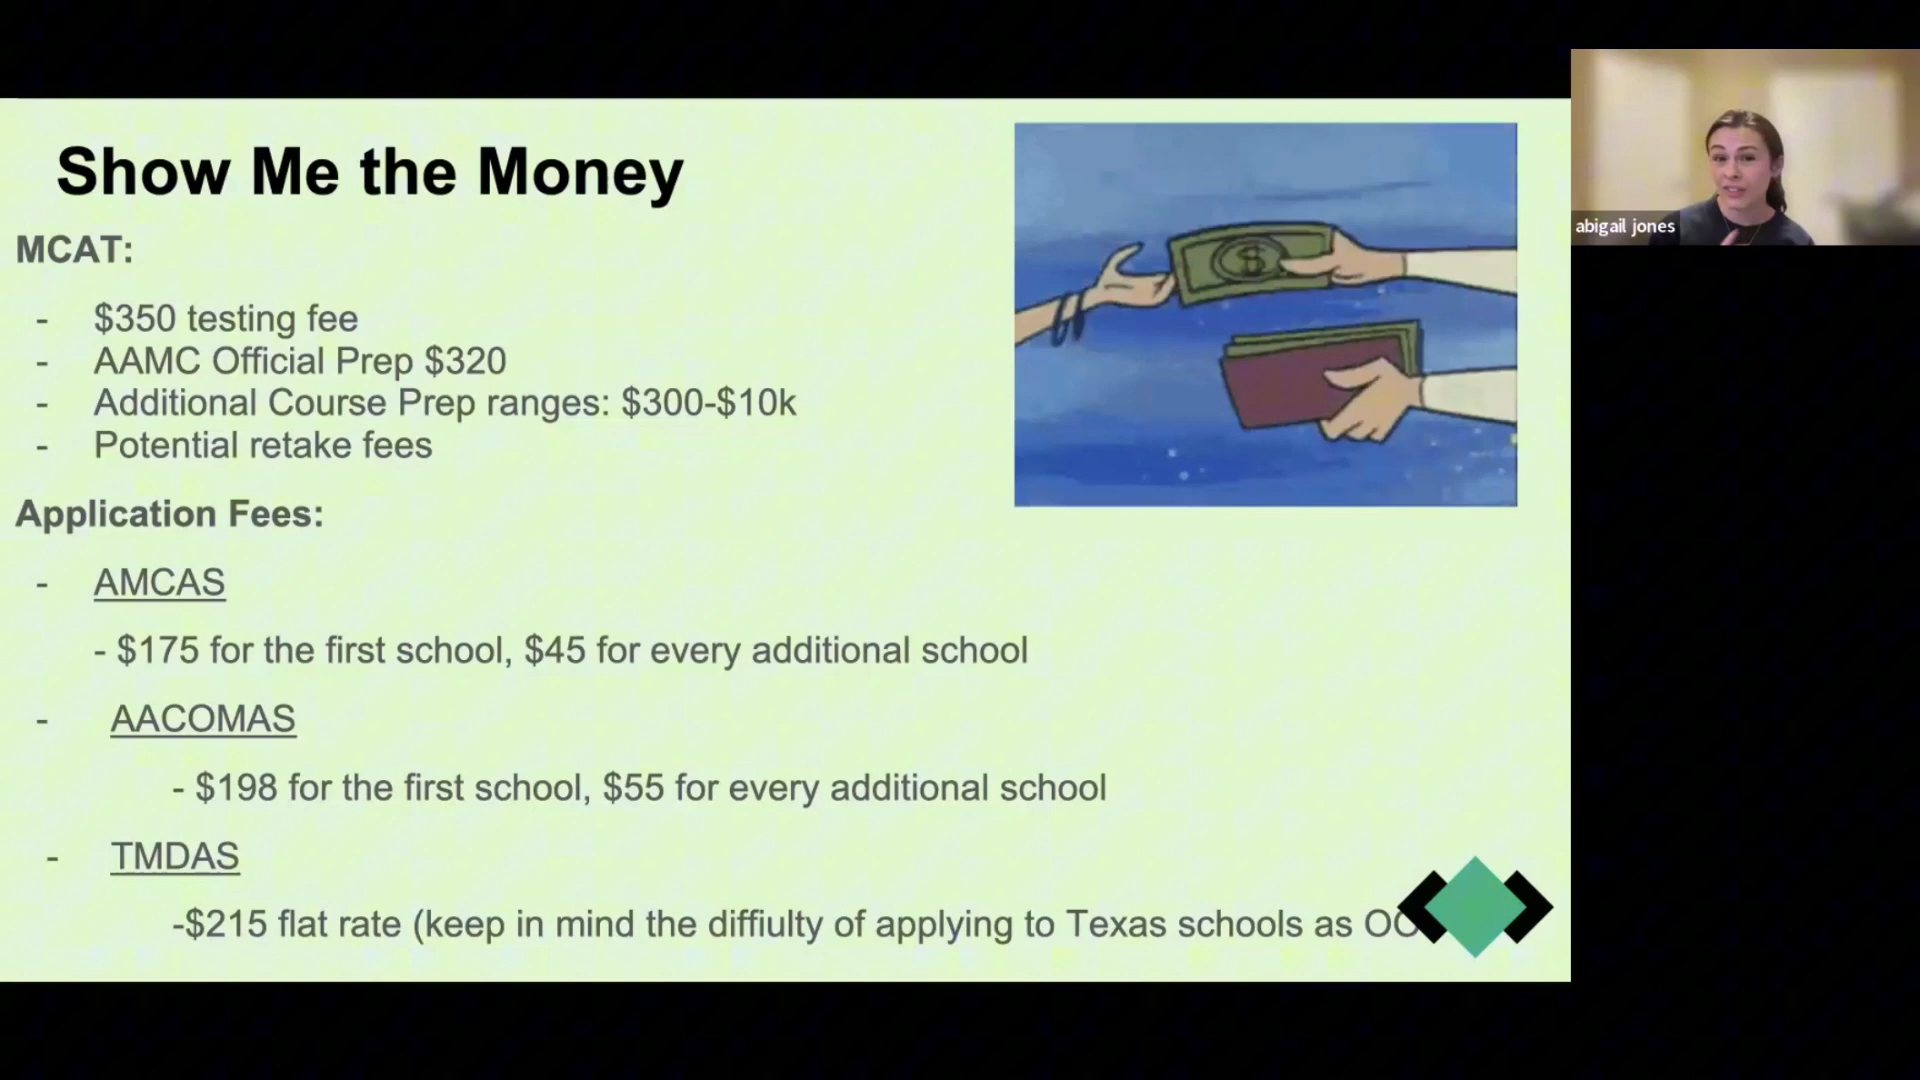 Show Me the Money
MCAT:
- $350 testing fee
- AAMC Official Prep $320
- Additional Course Prep ranges: $300-$10k
- Potential retake fees
Application Fees:
- AMCAS
- $175 for the first school, $45 for every additional school
- AACOMAS
- $198 for the first school, $55 for every additional school
- TMDAS
-$215 flat rate (keep in mind the diffiulty of applying to Texas schools as
abigail jones